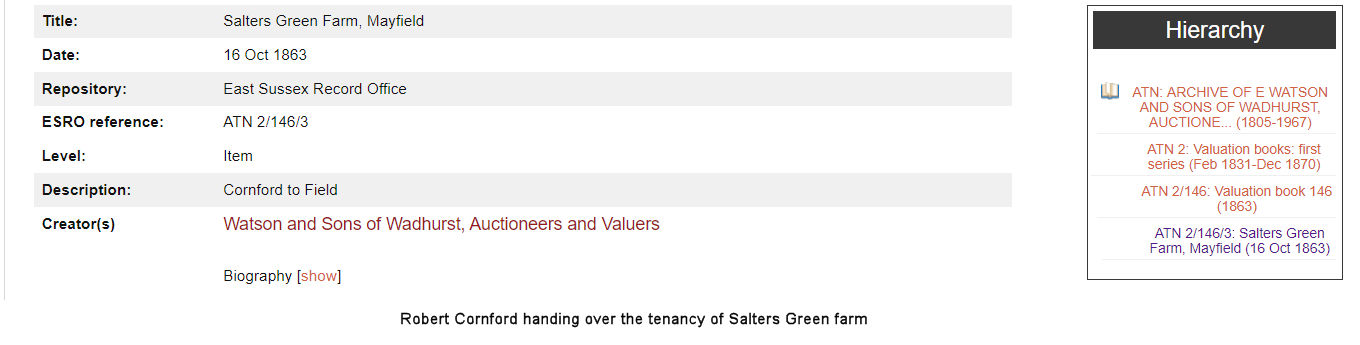 Title: Salters Green Farm, Mayfield
Date: 16 Oct 1863
Repository: East Sussex Record Office
ESRO reference: ATN 2/146/3
Level: Item
Description: Cornford to Field
Creator(s) Watson and Sons of Wadhurst, Auctioneers and Valuers
Biography [show]
Hierarchy
ATN: ARCHIVE OF E WATSON
AND SONS OF WADHURST,
AUCTIONE... (1805-1967)
ATN 2: Valuation books: first
series (Feb 1831-Dec 1870)
ATN 2/146: Valuation book 146
(1863)
ATN 2/146/3: Salters Green
Farm, Mayfield (16 Oct 1863)
Robert Cornford handing over the tenancy of Salters Green farm